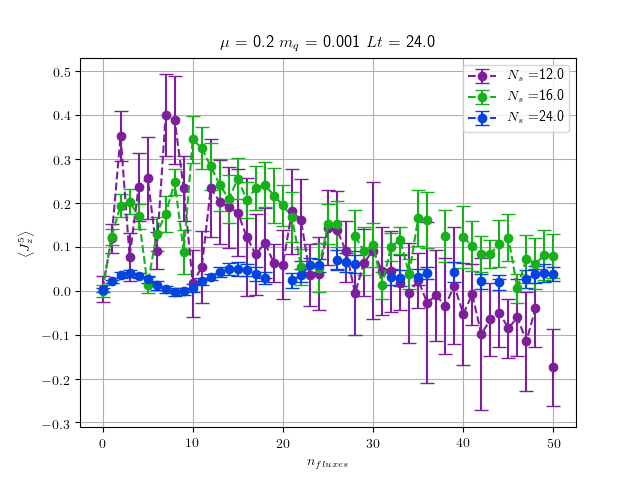 μ = 0.2 m_q = 0.001 Lt = 24.0
N_s =12.0
N_s =16.0
N_s =24.0
⟨J_z^5⟩
0.5
0.4
0.3
0.2
0.1
0.0
−0.1
−0.2
−0.3
0 10 20 30 40 50
n_{fluxes}